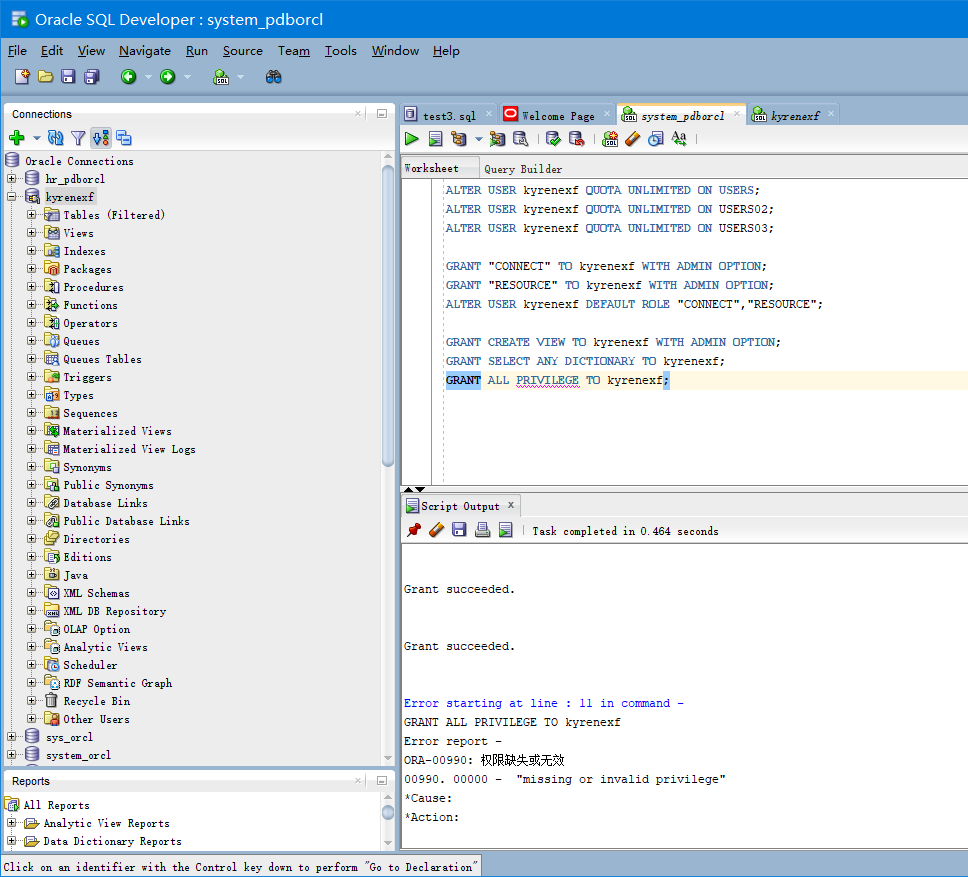 Oracle SQL Developer : system_pdborcl
File Edit View Navigate Run Source Team Tools Window Help
Connections
Oracle Connections
hr_pdborcl
kyrenexf
Tables (Filtered)
Views
Indexes
Packages
Procedures
Functions
Operators
Queues
Queues Tables
Triggers
Types
Sequences
Materialized Views
Materialized View Logs
Synonyms
Public Synonyms
Database Links
Public Database Links
Directories
Editions
Java
XML Schemas
XML DB Repository
OLAP Option
Analytic Views
Scheduler
RDF Semantic Graph
Recycle Bin
Other Users
sys_orcl
system_orcl
Reports
All Reports
Analytic View Reports
Data Dictionary Reports
test3.sql Welcome Page system_pdborcl kyrenexf
Worksheet Query Builder
ALTER USER kyrenexf QUOTA UNLIMITED ON USERS;
ALTER USER kyrenexf QUOTA UNLIMITED ON USERS02;
ALTER USER kyrenexf QUOTA UNLIMITED ON USERS03;
GRANT "CONNECT" TO kyrenexf WITH ADMIN OPTION;
GRANT "RESOURCE" TO kyrenexf WITH ADMIN OPTION;
ALTER USER kyrenexf DEFAULT ROLE "CONNECT","RESOURCE";
GRANT CREATE VIEW TO kyrenexf WITH ADMIN OPTION;
GRANT SELECT ANY DICTIONARY TO kyrenexf;
GRANT ALL PRIVILEGE TO kyrenexf;
Script Output
Task completed in 0.464 seconds
Grant succeeded.
Grant succeeded.
Error starting at line : 11 in command -
GRANT ALL PRIVILEGE TO kyrenexf
Error report -
ORA-00990: 权限缺失或无效
00990. 00000 -  "missing or invalid privilege"
*Cause:
*Action:
Click on an identifier with the Control key down to perform "Go to Declaration"